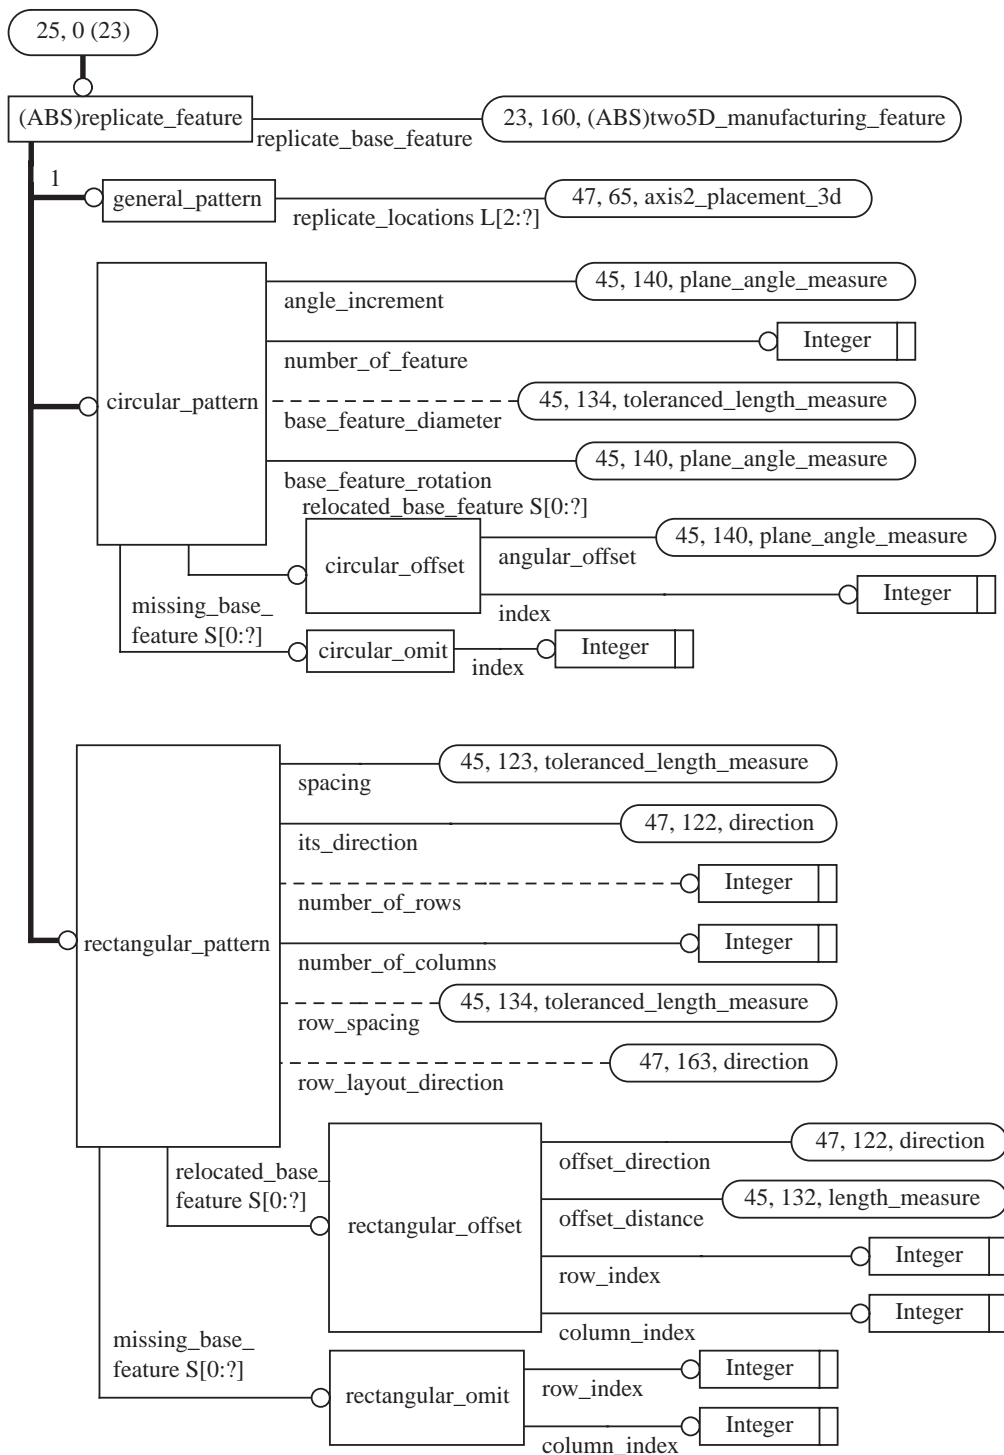 25, 0 (23)
(ABS)replicate_feature
replicate_base_feature
23, 160, (ABS)two5D_manufacturing_feature
1
general_pattern
replicate_locations L[2:?]
47, 65, axis2_placement_3d
circular_pattern
angle_increment
45, 140, plane_angle_measure
number_of_feature
Integer
base_feature_diameter
45, 134, toleranced_length_measure
base_feature_rotation
45, 140, plane_angle_measure
relocated_base_feature S[0:?]
circular_offset
angular_offset
45, 140, plane_angle_measure
index
Integer
missing_base_
feature S[0:?]
circular_omit
index
Integer
rectangular_pattern
spacing
45, 123, toleranced_length_measure
its_direction
47, 122, direction
number_of_rows
Integer
number_of_columns
Integer
row_spacing
45, 134, toleranced_length_measure
row_layout_direction
47, 163, direction
relocated_base_
feature S[0:?]
rectangular_offset
offset_direction
47, 122, direction
offset_distance
45, 132, length_measure
row_index
Integer
column_index
Integer
missing_base_
feature S[0:?]
rectangular_omit
row_index
Integer
column_index
Integer